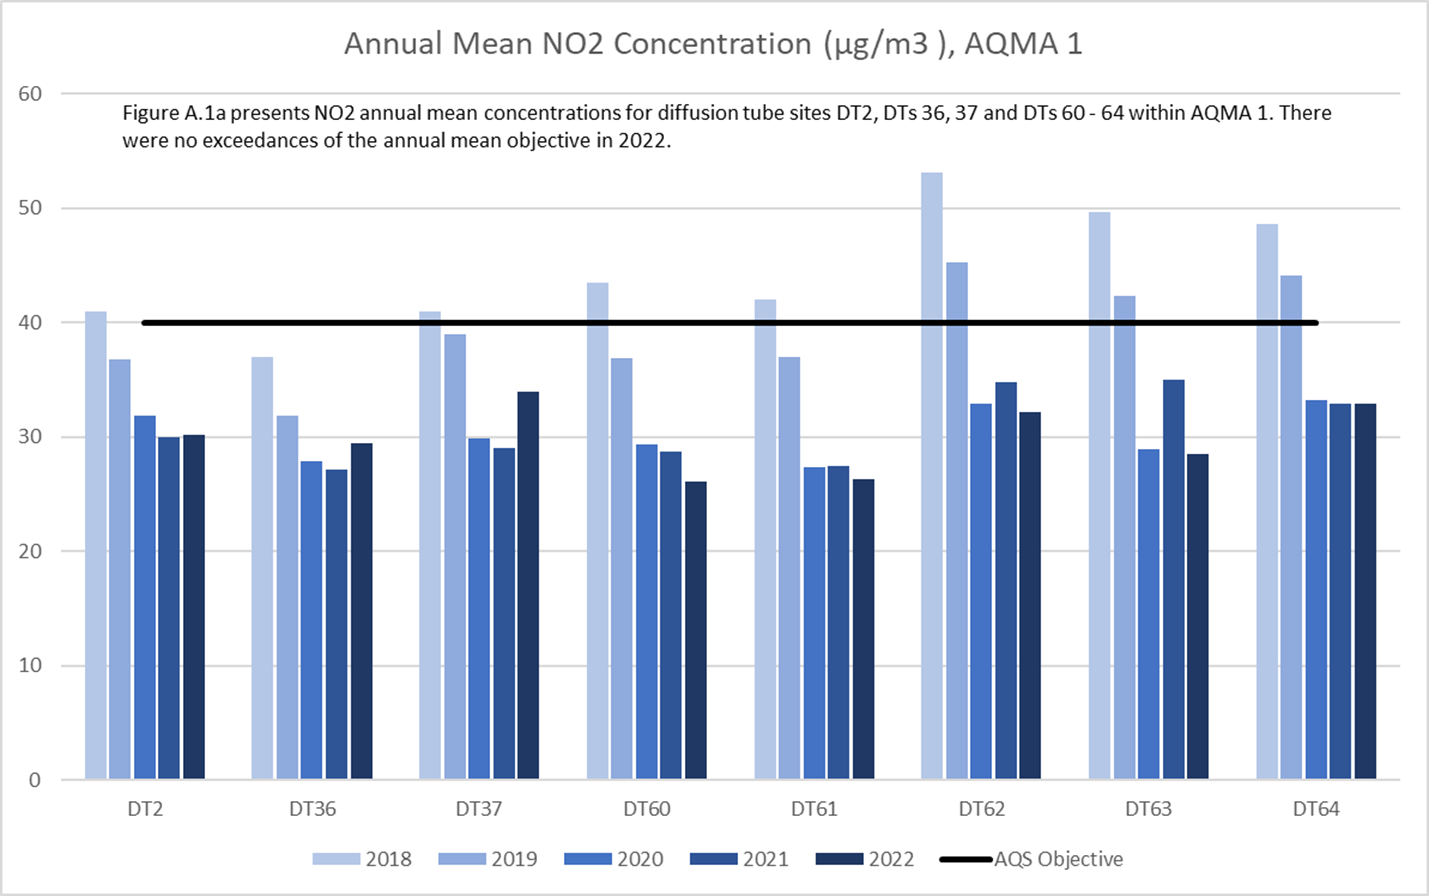 Annual Mean NO2 Concentration (µg/m3 ), AQMA 1
60
Figure A.1a presents NO2 annual mean concentrations for diffusion tube sites DT2, DTs 36, 37 and DTs 60 - 64 within AQMA 1. There
were no exceedances of the annual mean objective in 2022.
50
40
30
20
10
0
DT2 DT36 DT37 DT60 DT61 DT62 DT63 DT64
2018 2019 2020 2021 2022 AQS Objective